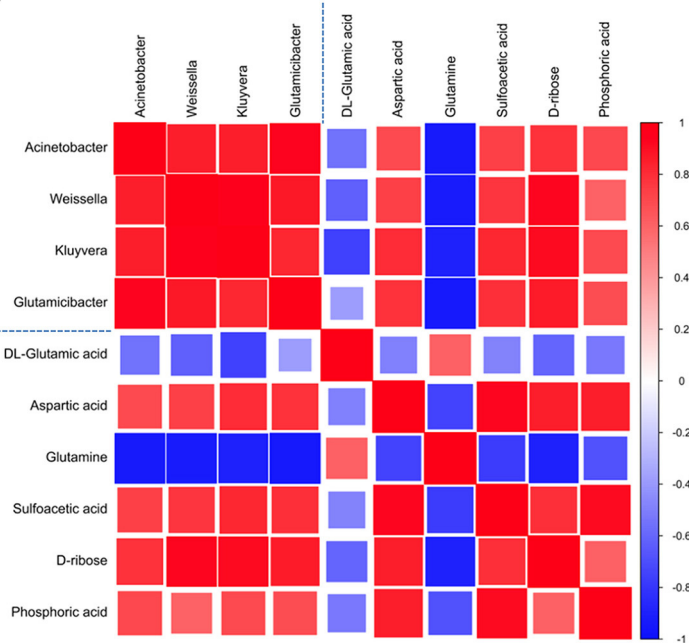 Acinetobacter
Weissella
Kluyvera
Glutamicibacter
DL-Glutamic acid
Aspartic acid
Glutamine
Sulfoacetic acid
D-ribose
Phosphoric acid
Acinetobacter
Weissella
Kluyvera
Glutamicibacter
DL-Glutamic acid
Aspartic acid
Glutamine
Sulfoacetic acid
D-ribose
Phosphoric acid
1
0.8
0.6
0.4
0.2
0
-0.2
-0.4
-0.6
-0.8
-1